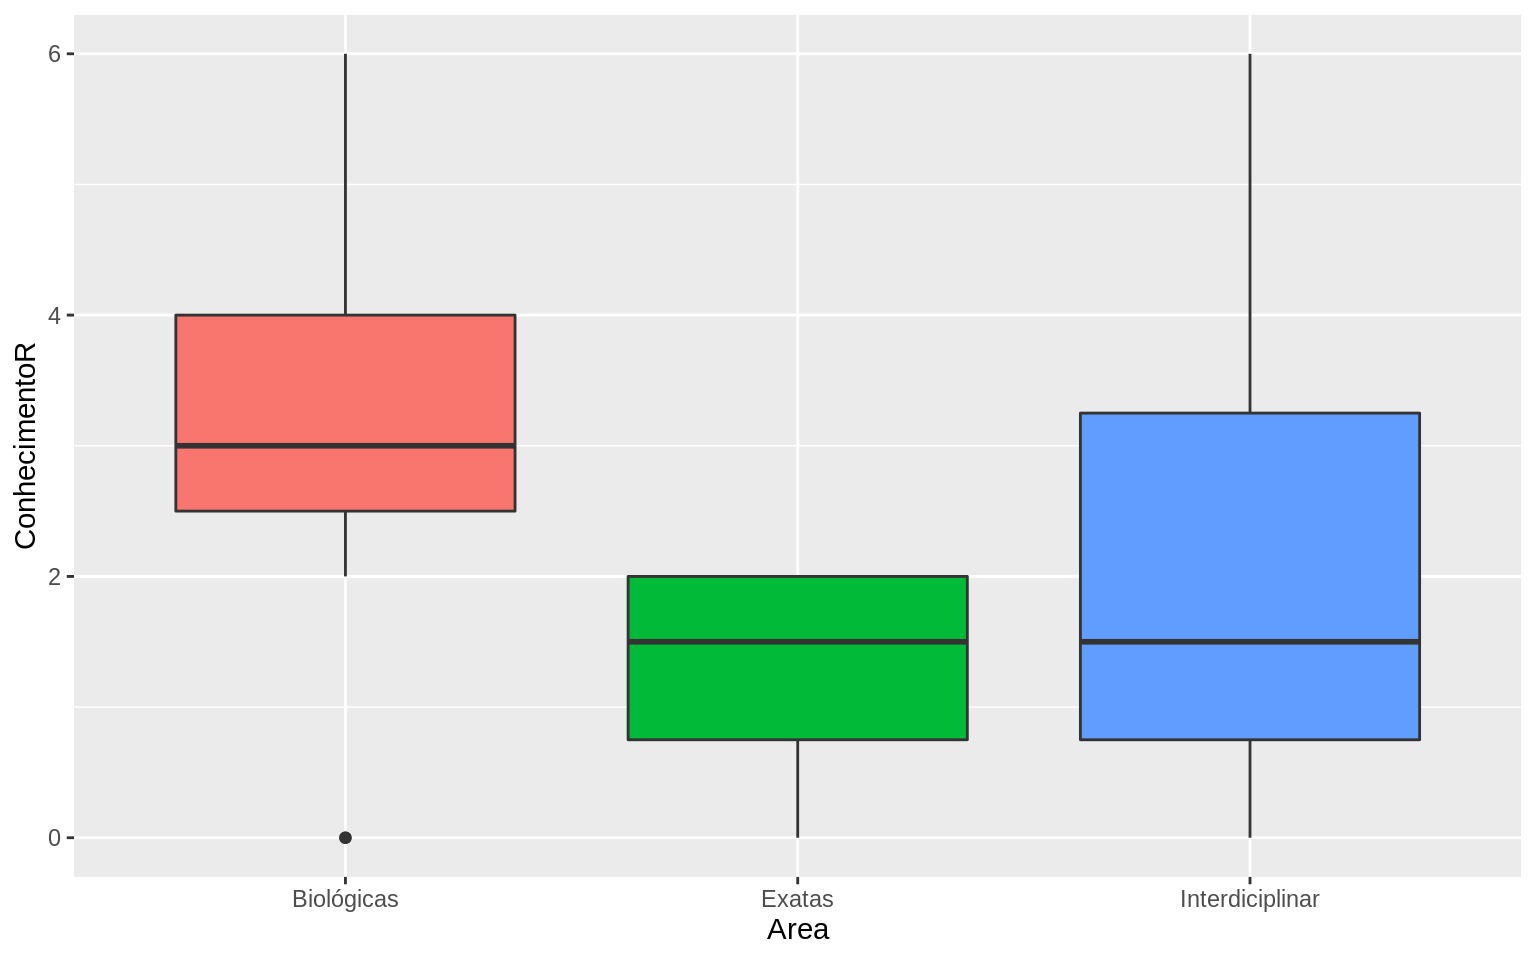 ConhecimentoR
6
4
2
0
Biológicas
Exatas
Interdiciplinar
Area